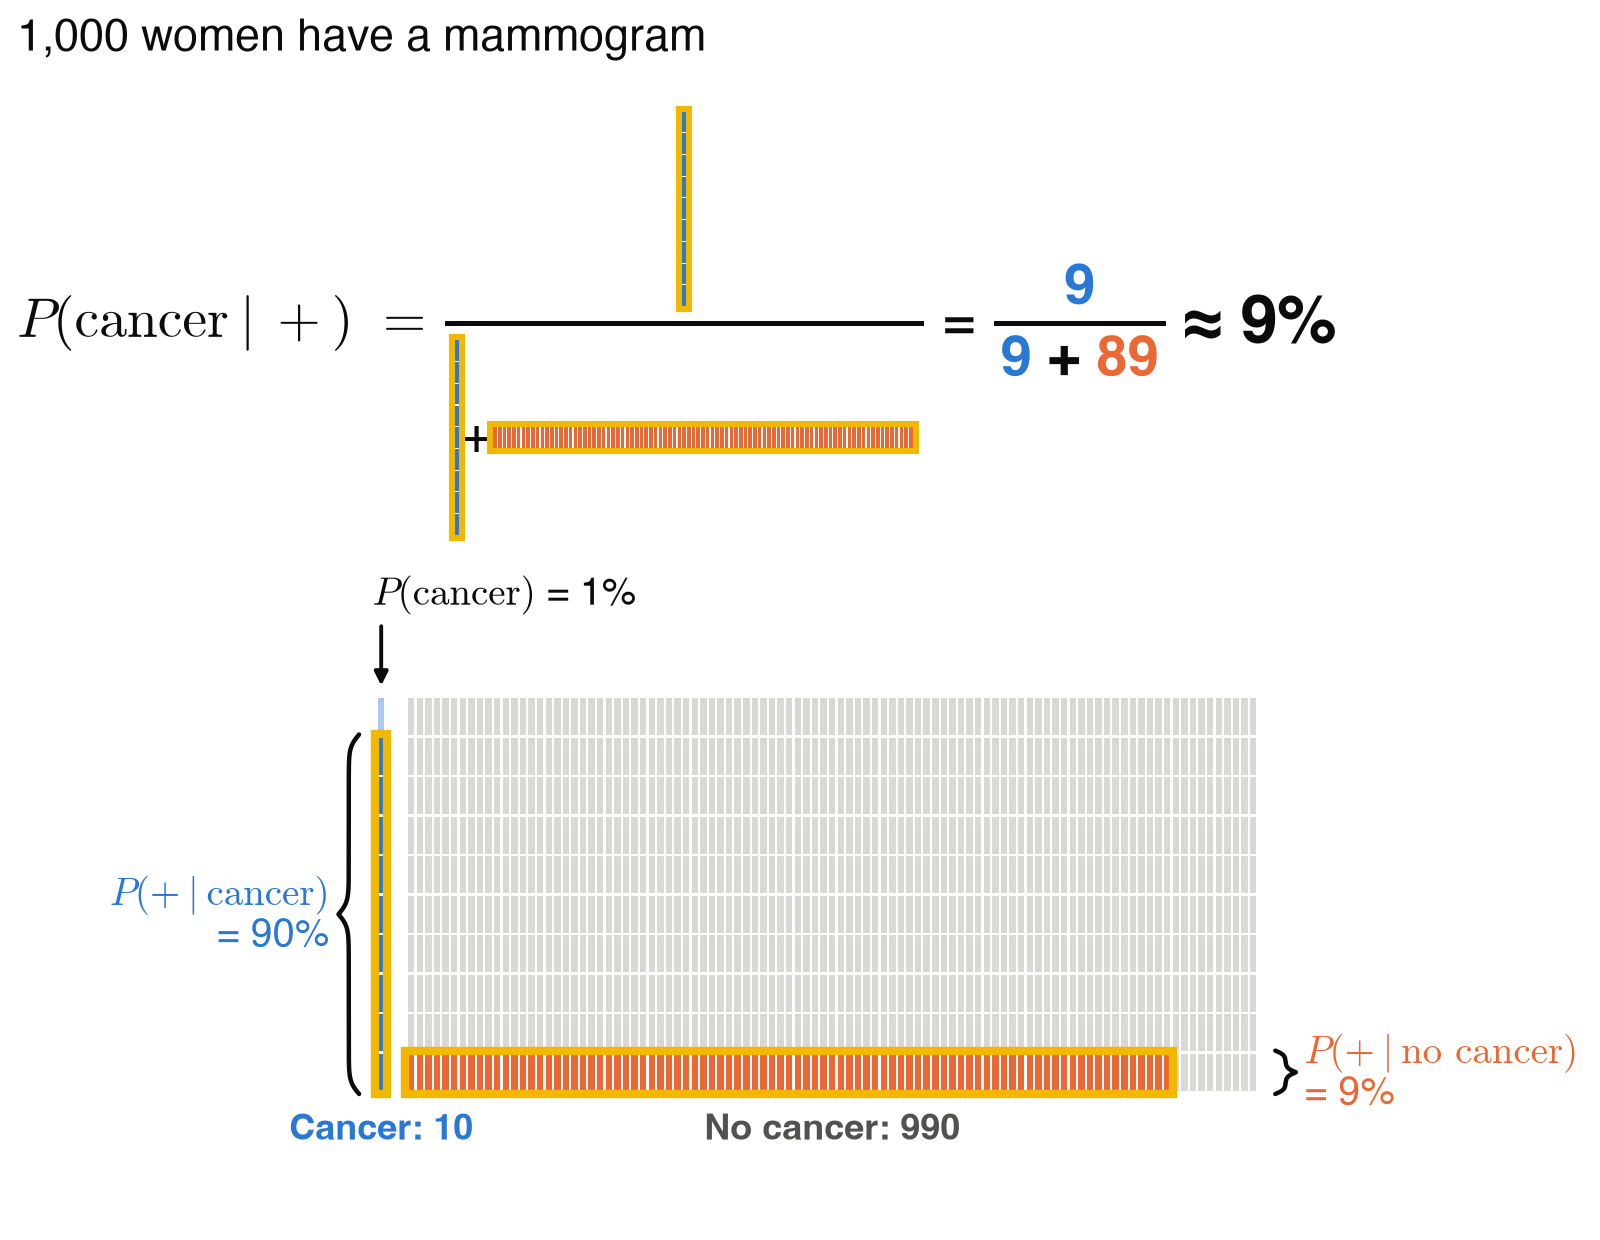 1,000 women have a mammogram
P(cancer | +) =
+
= 9 / 9 + 89 ≈ 9%
P(cancer) = 1%
P(+ | cancer)
= 90%
P(+ | no cancer)
= 9%
Cancer: 10
No cancer: 990